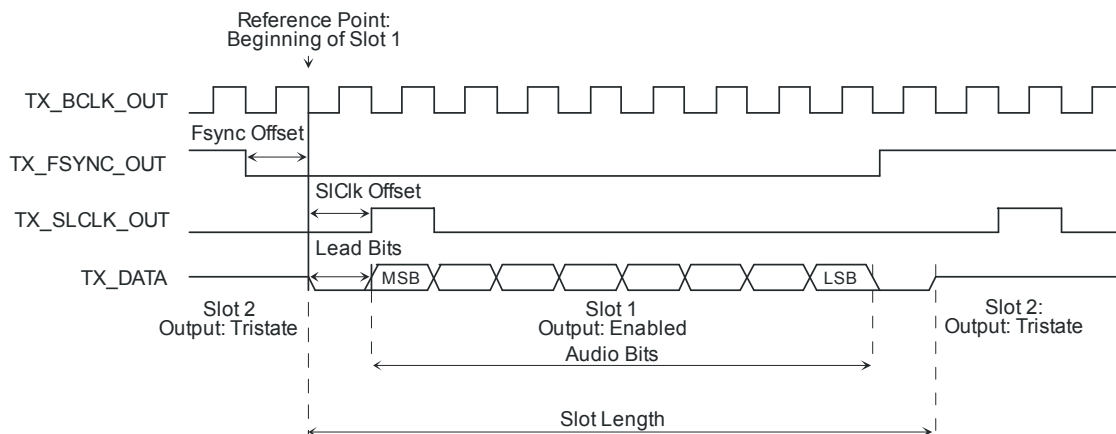 Reference Point:
Beginning of Slot 1
TX_BCLK_OUT
Fsync Offset
TX_FSYNC_OUT
SlClk Offset
TX_SLCLK_OUT
Lead Bits
TX_DATA
MSB
LSB
Slot 2
Output: Tristate
Slot 1
Output: Enabled
Slot 2:
Output: Tristate
Audio Bits
Slot Length